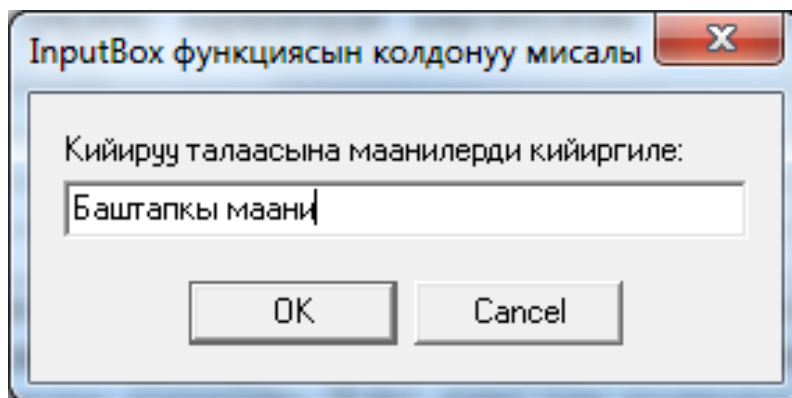 InputBox функциясын колдонуу мисалы
Кийирүү талаасына маанилерди кийиргиле:
Баштапкы маани
OK Cancel